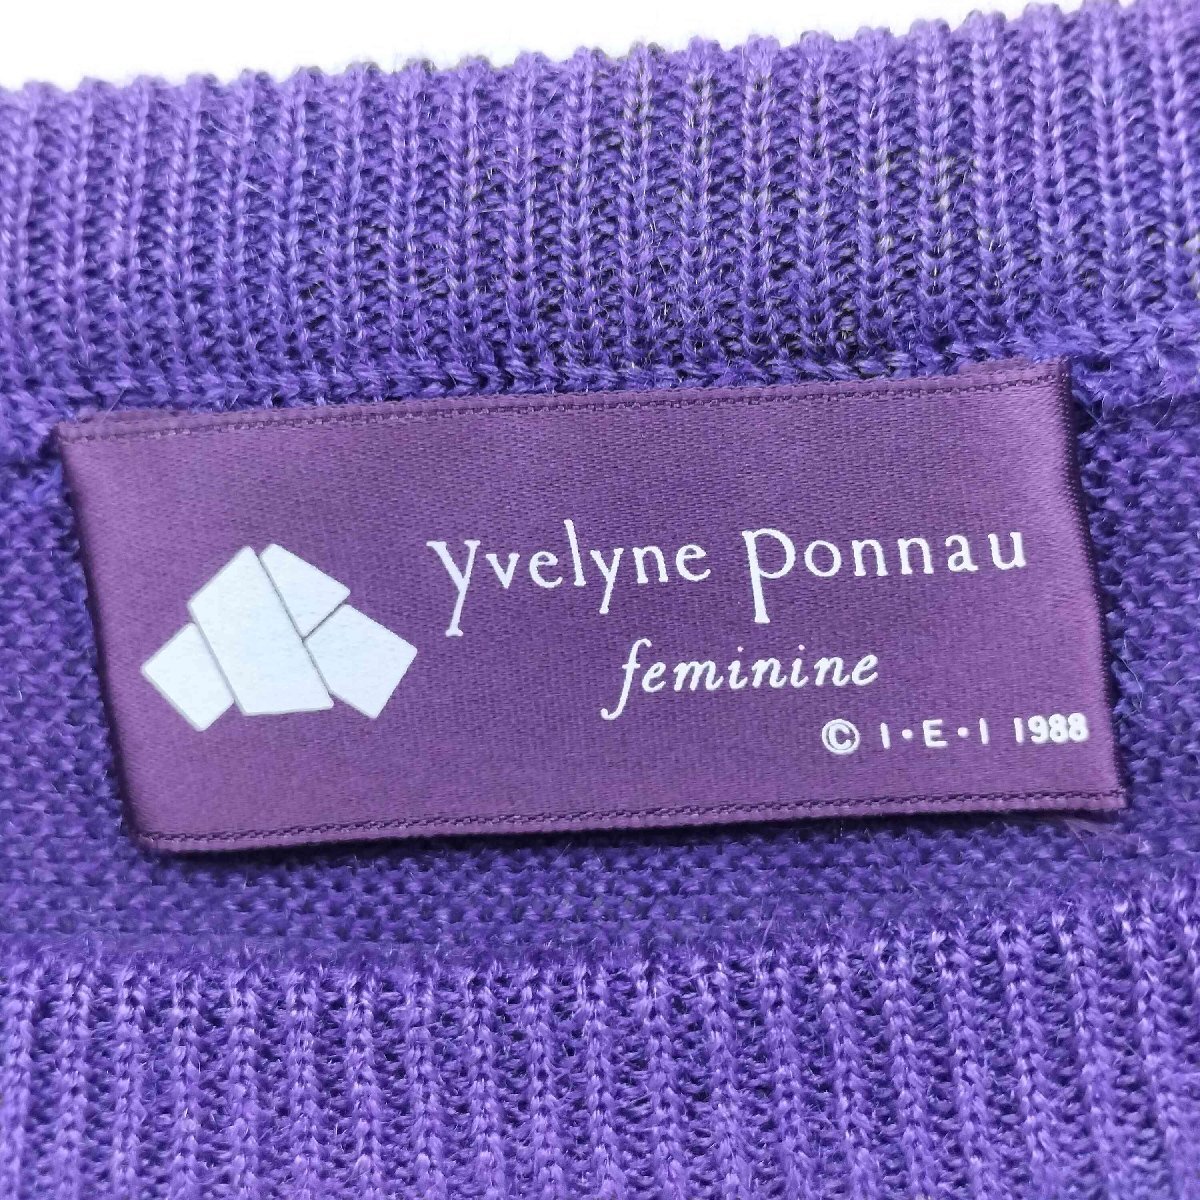 yvelyne ponnau
feminine
© I・E・I 1988